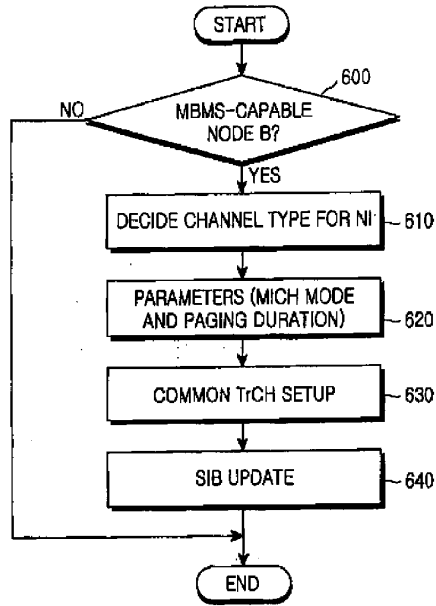 START
600
NO
MBMS-CAPABLE
NODE B?
YES
DECIDE CHANNEL TYPE FOR NI
610
PARAMETERS (MICH MODE
AND PAGING DURATION)
620
COMMON TrCH SETUP
630
SIB UPDATE
640
END